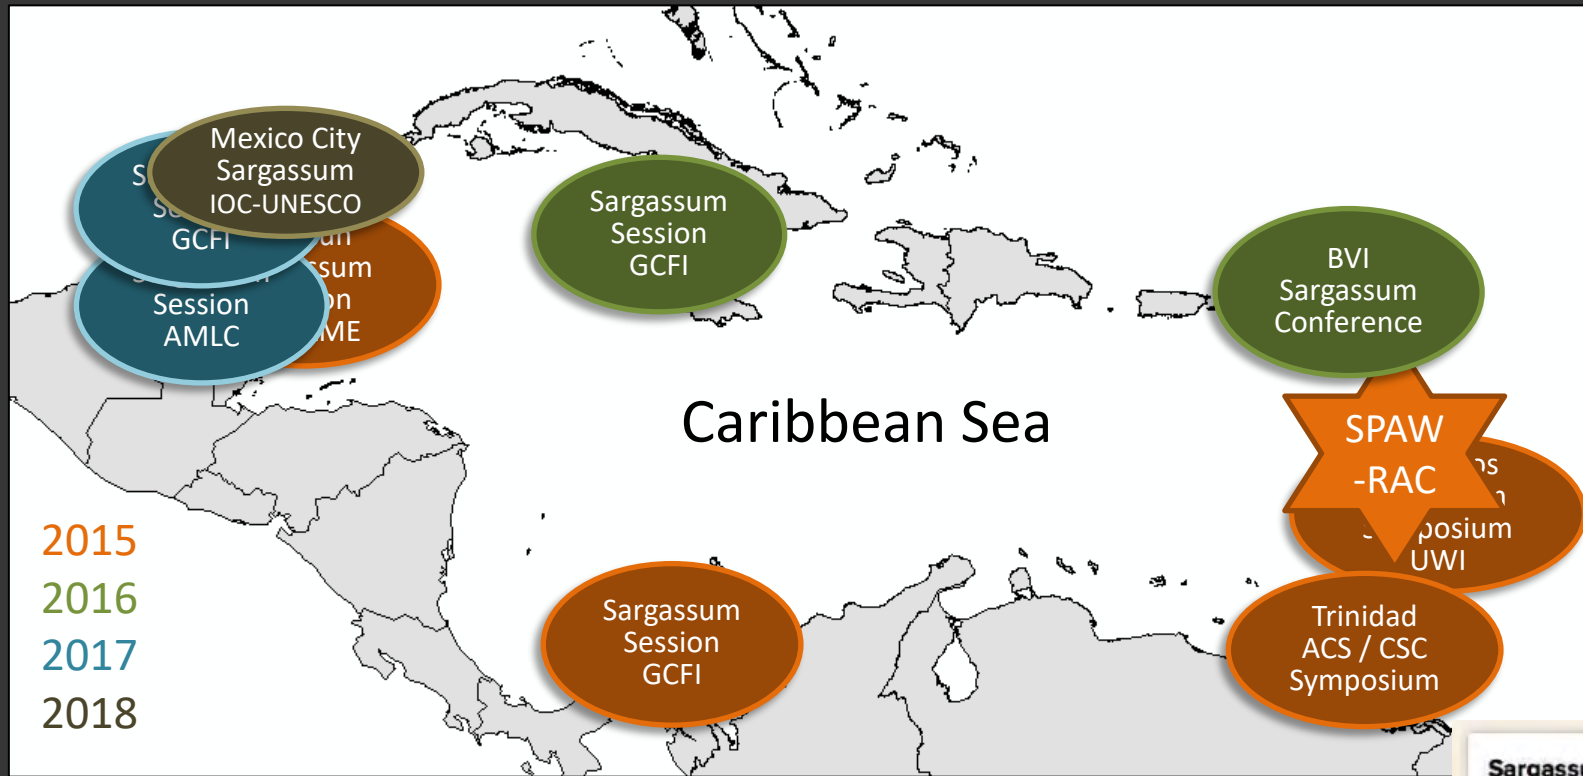 Mexico City
Sargassum
IOC-UNESCO
GCFI
Session
AMLC
Sargassum
Session
GCFI
BVI
Sargassum
Conference
Caribbean Sea
SPAW
-RAC
UWI
2015
2016
2017
2018
Sargassum
Session
GCFI
Trinidad
ACS / CSC
Symposium